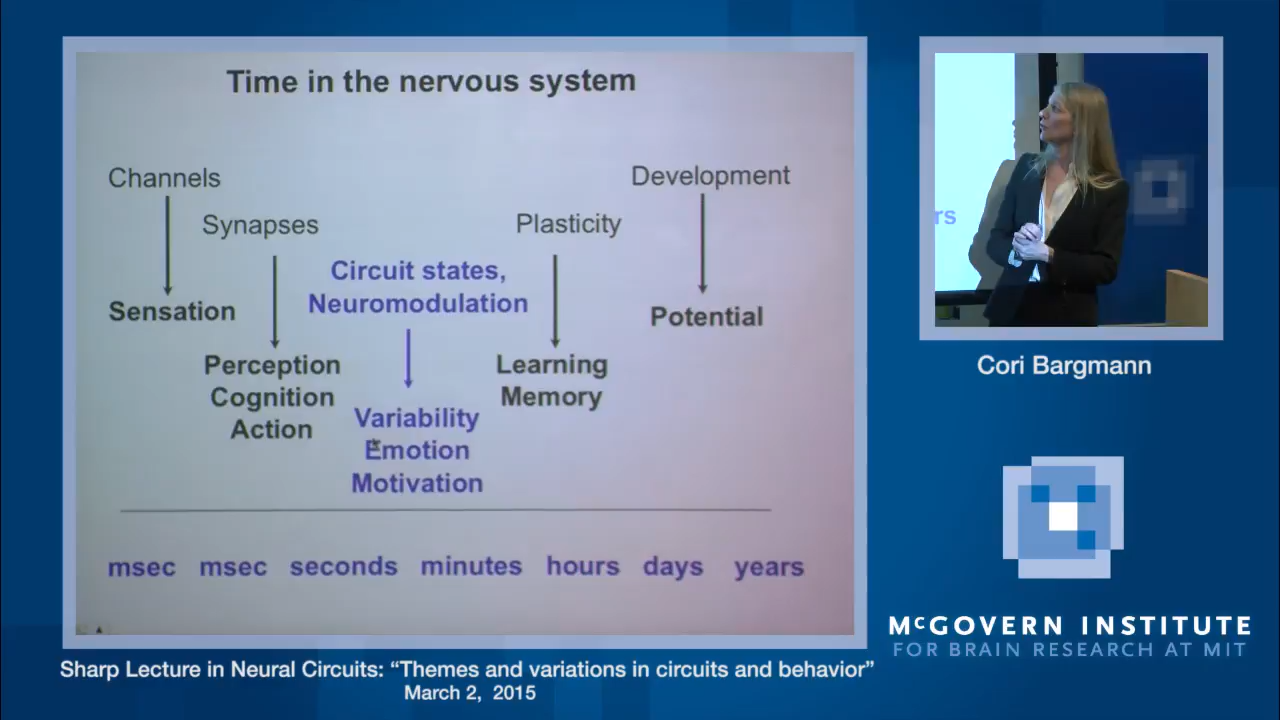 Time in the nervous system
Channels
Development
Synapses
Plasticity
Circuit states,
Neuromodulation
Sensation
Potential
Perception
Cognition
Action
Learning
Memory
Variability
Emotion
Motivation
msec msec seconds minutes hours days years
rs
Cori Bargmann
McGOVERN INSTITUTE
FOR BRAIN RESEARCH AT MIT
Sharp Lecture in Neural Circuits: “Themes and variations in circuits and behavior”
March 2, 2015